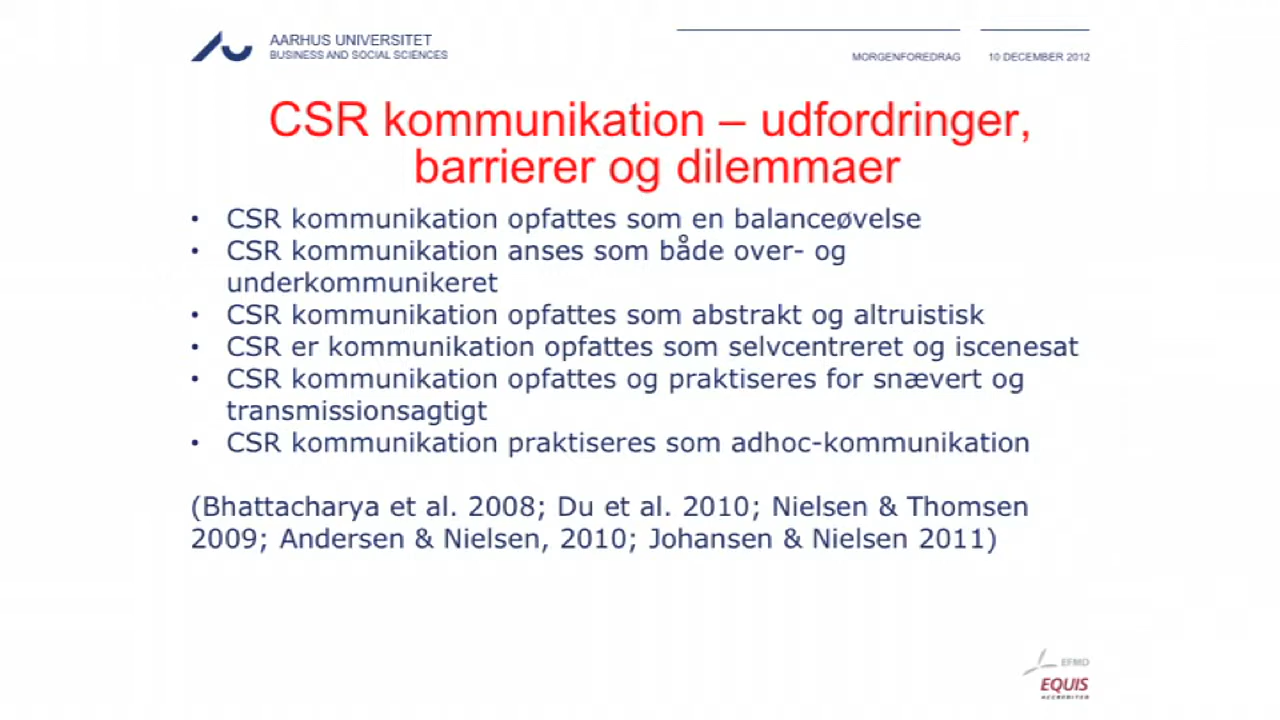 AARHUS UNIVERSITET
BUSINESS AND SOCIAL SCIENCES
MORGENFOREDRAG
10 DECEMBER 2012
CSR kommunikation – udfordringer,
barrierer og dilemmaer
• CSR kommunikation opfattes som en balanceøvelse
• CSR kommunikation anses som både over- og
underkommunikeret
• CSR kommunikation opfattes som abstrakt og altruistisk
• CSR er kommunikation opfattes som selvcentreret og iscenesat
• CSR kommunikation opfattes og praktiseres for snævert og
transmissionsagtigt
• CSR kommunikation praktiseres som adhoc-kommunikation
(Bhattacharya et al. 2008; Du et al. 2010; Nielsen & Thomsen
2009; Andersen & Nielsen, 2010; Johansen & Nielsen 2011)
EFMD
EQUIS
ACCREDITED